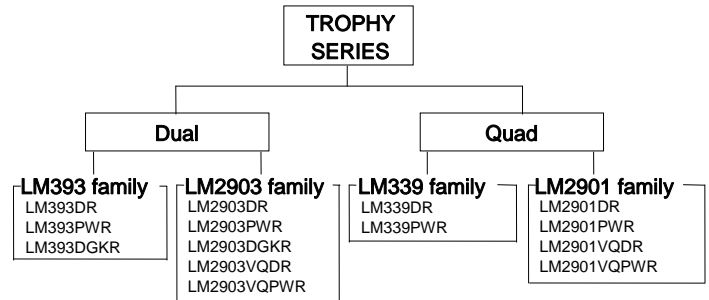 TROPHY
SERIES
Dual
Quad
LM393 family
LM393DR
LM393PWR
LM393DGKR
LM2903 family
LM2903DR
LM2903PWR
LM2903DGKR
LM2903VQDR
LM2903VQPWR
LM339 family
LM339DR
LM339PWR
LM2901 family
LM2901DR
LM2901PWR
LM2901VQDR
LM2901VQPWR